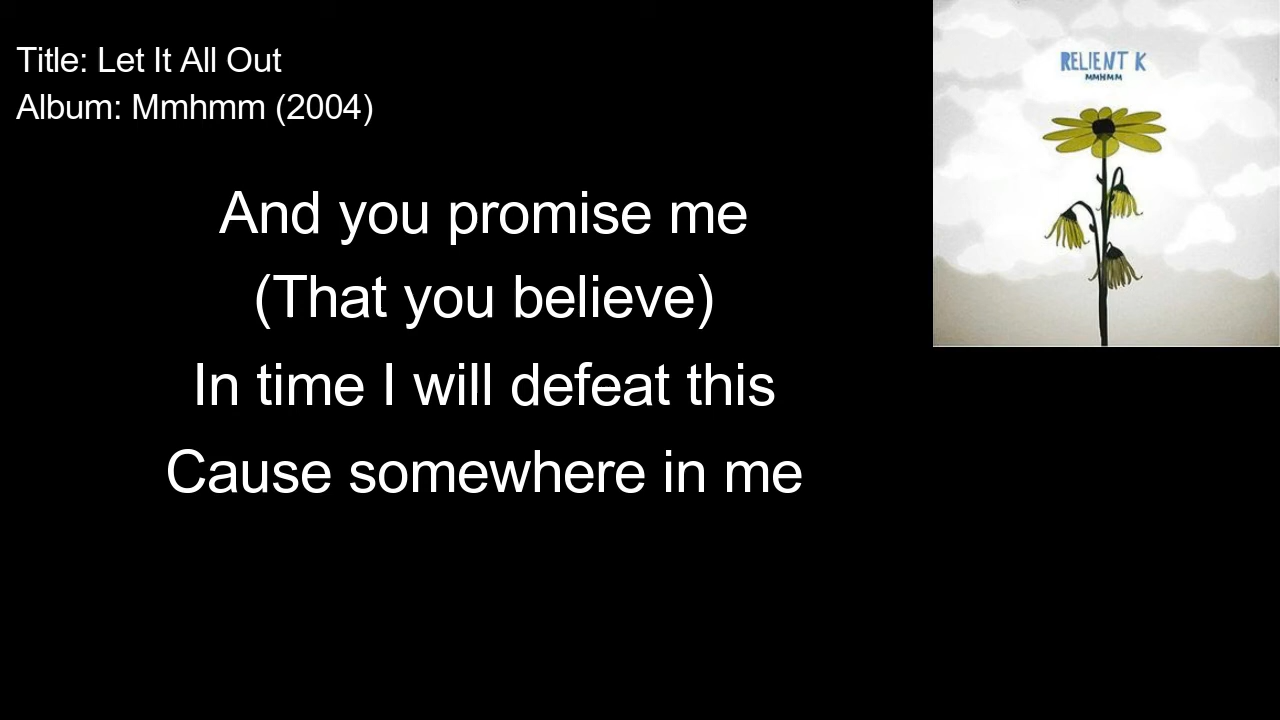 Title: Let It All Out
Album: Mmhmm (2004)
RELIENT K
MMHMM
And you promise me
(That you believe)
In time I will defeat this
Cause somewhere in me